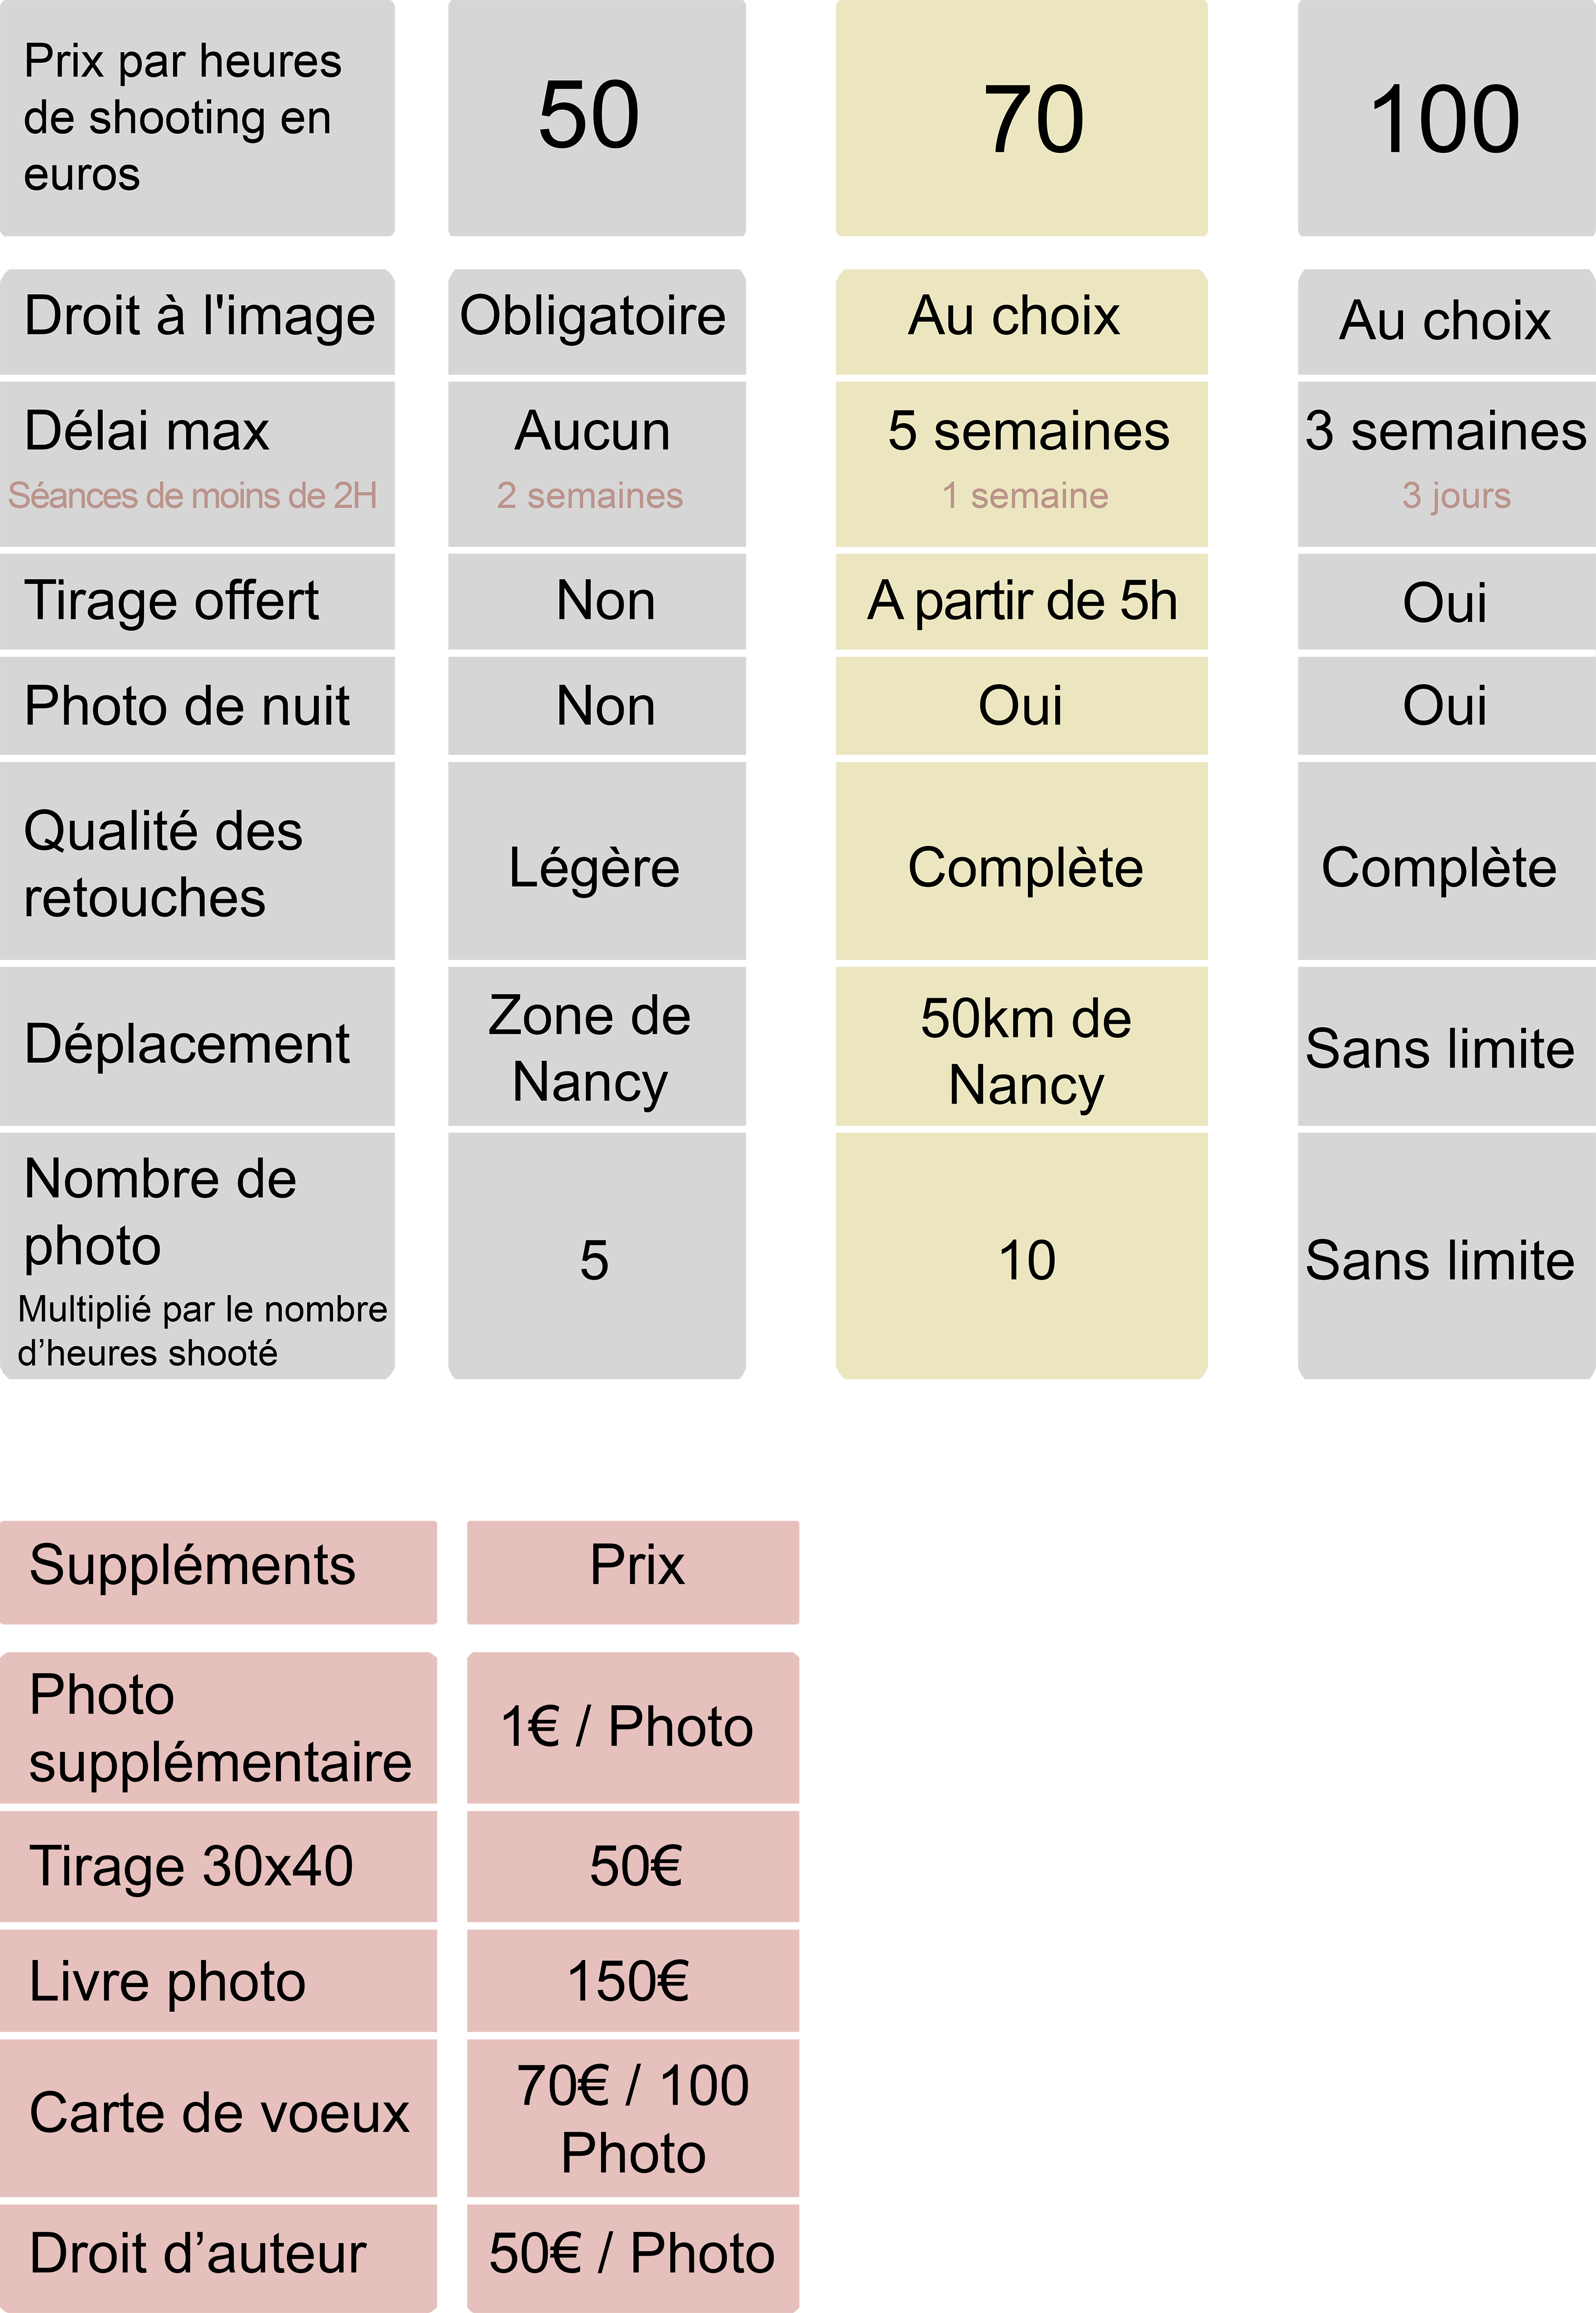 Prix par heures
de shooting en
euros
50
70
100
Droit à l'image
Obligatoire
Au choix
Au choix
Délai max
Aucun
5 semaines
3 semaines
Séances de moins de 2H
2 semaines
1 semaine
3 jours
Tirage offert
Non
A partir de 5h
Oui
Photo de nuit
Non
Oui
Oui
Qualité des
retouches
Légère
Complète
Complète
Déplacement
Zone de
Nancy
50km de
Nancy
Sans limite
Nombre de
photo
Multiplié par le nombre
d’heures shooté
5
10
Sans limite
Suppléments
Prix
Photo
supplémentaire
1€ / Photo
Tirage 30x40
50€
Livre photo
150€
Carte de voeux
70€ / 100
Photo
Droit d’auteur
50€ / Photo